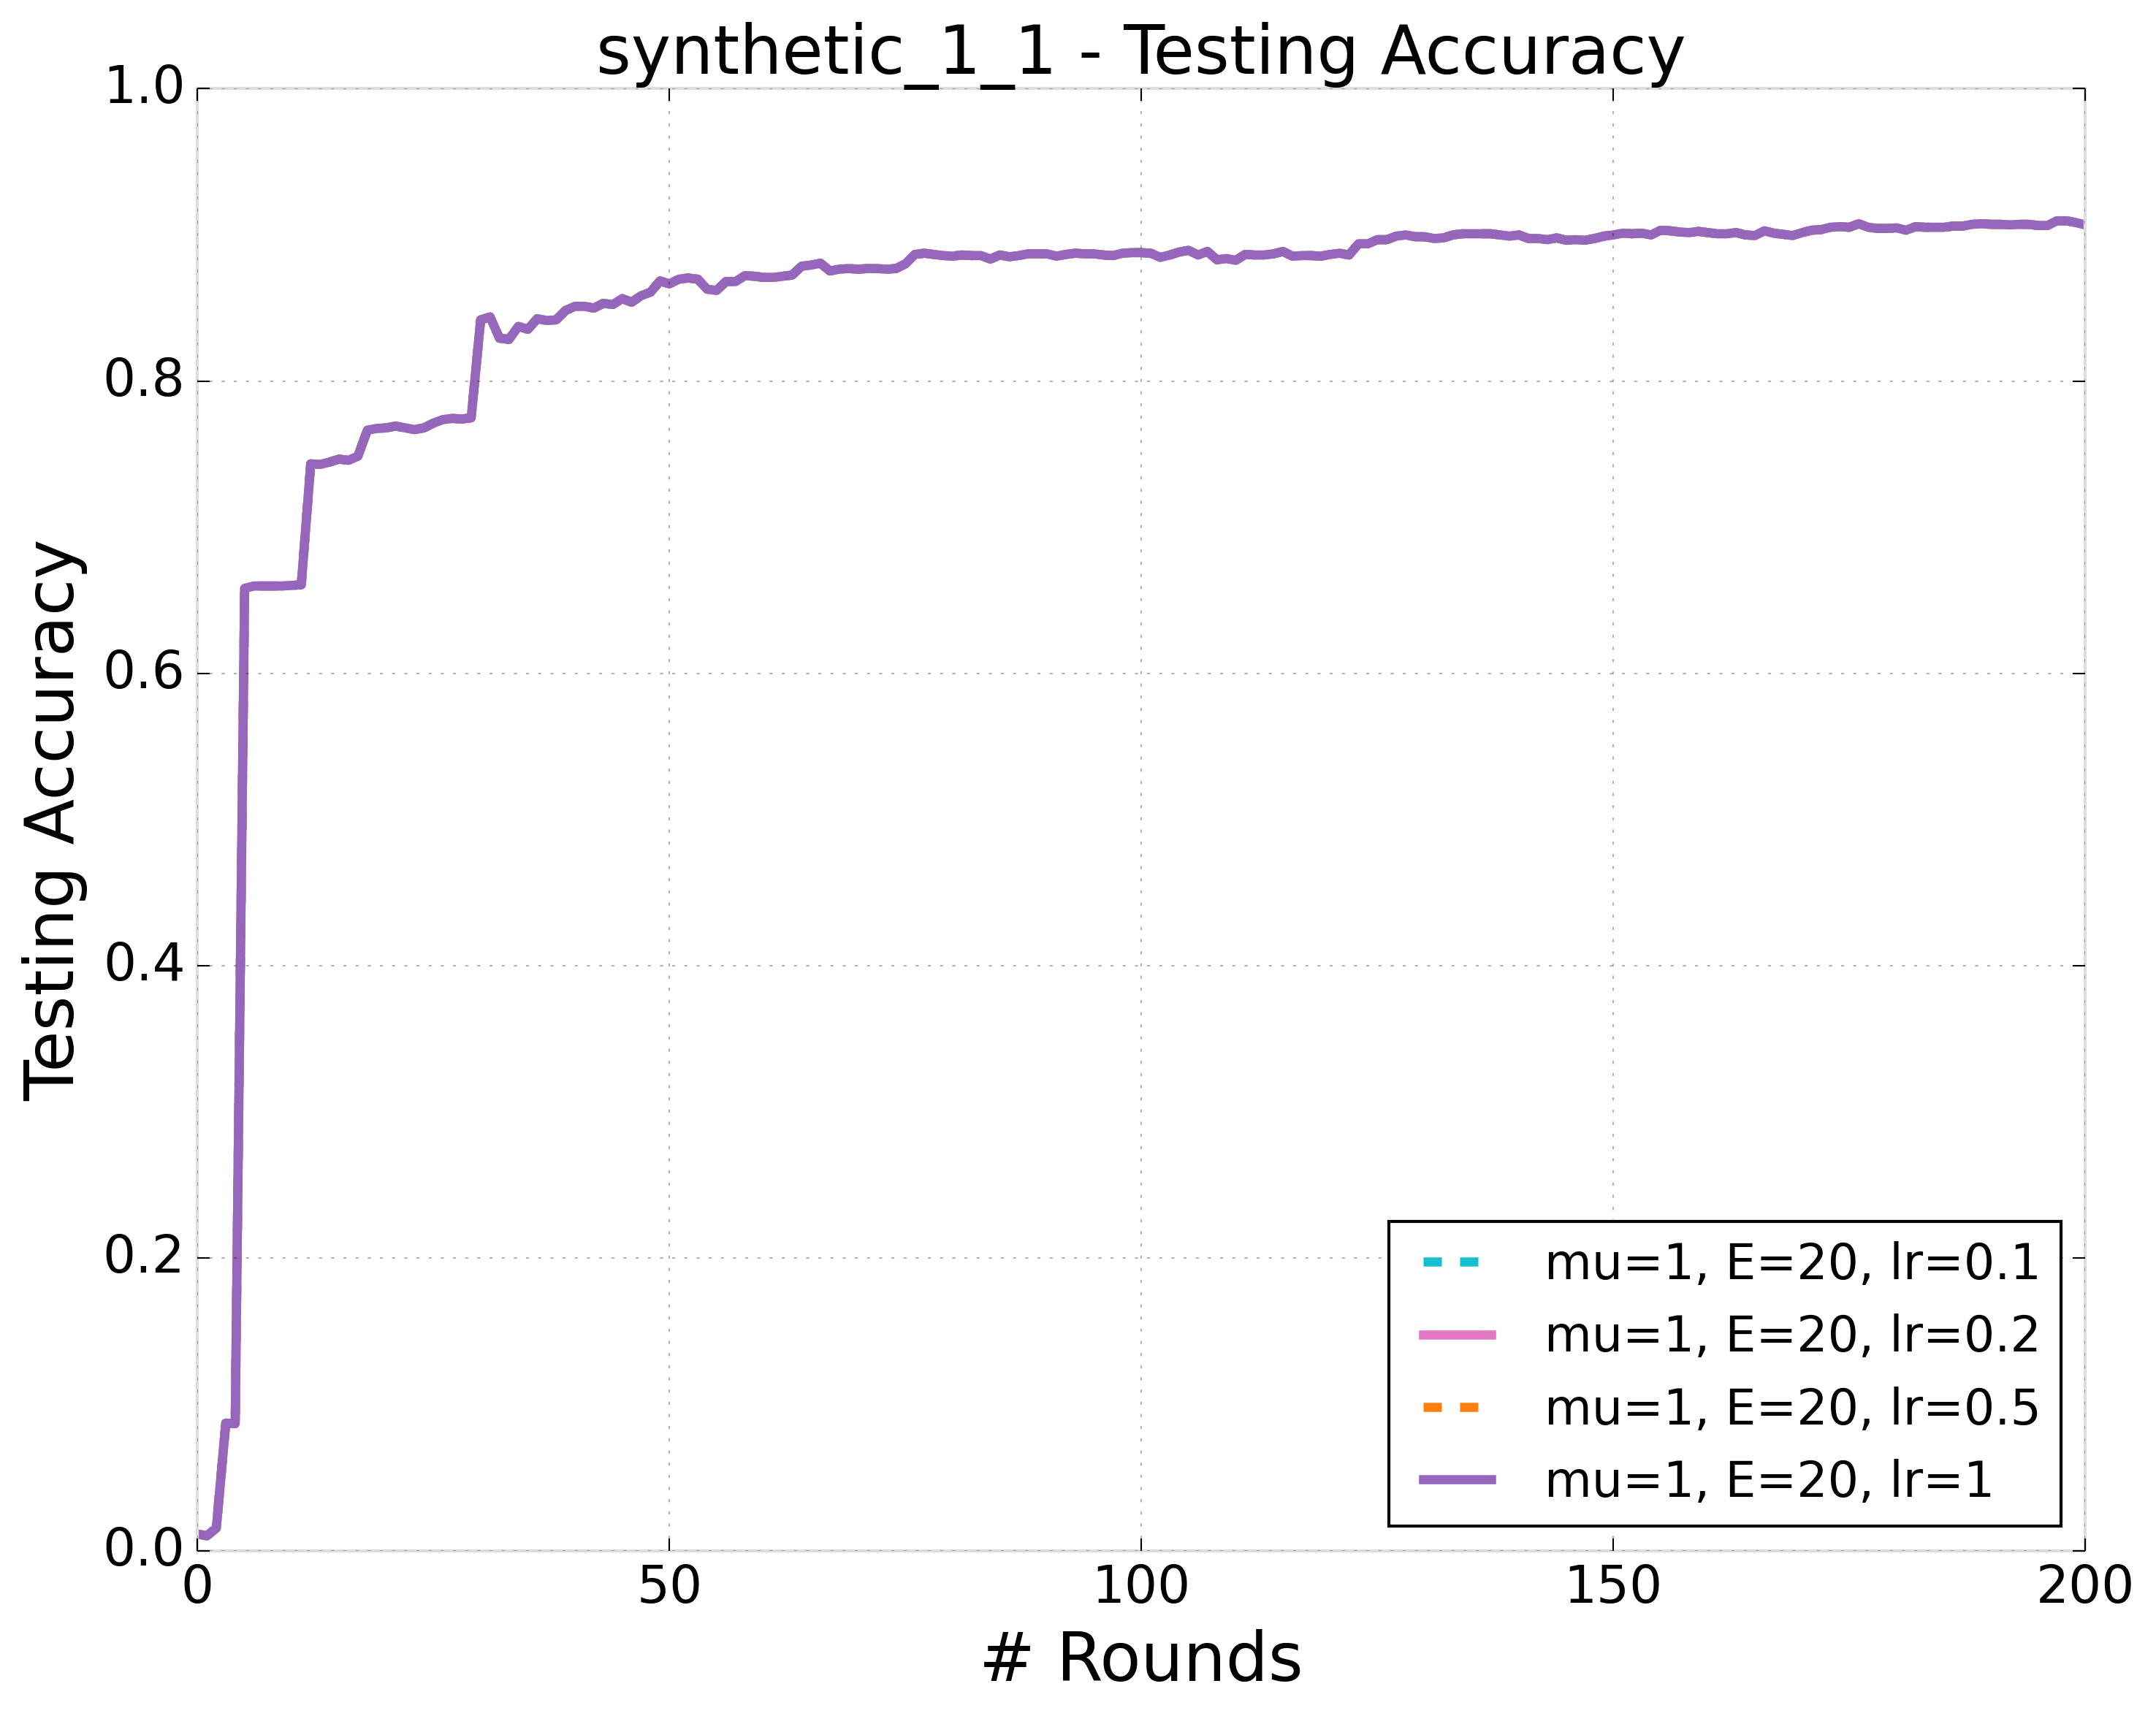 synthetic_1_1 - Testing Accuracy
1.0
0.8
0.6
0.4
0.2
0.0
Testing Accuracy
0 50 100 150 200
# Rounds
mu=1, E=20, lr=0.1
mu=1, E=20, lr=0.2
mu=1, E=20, lr=0.5
mu=1, E=20, lr=1